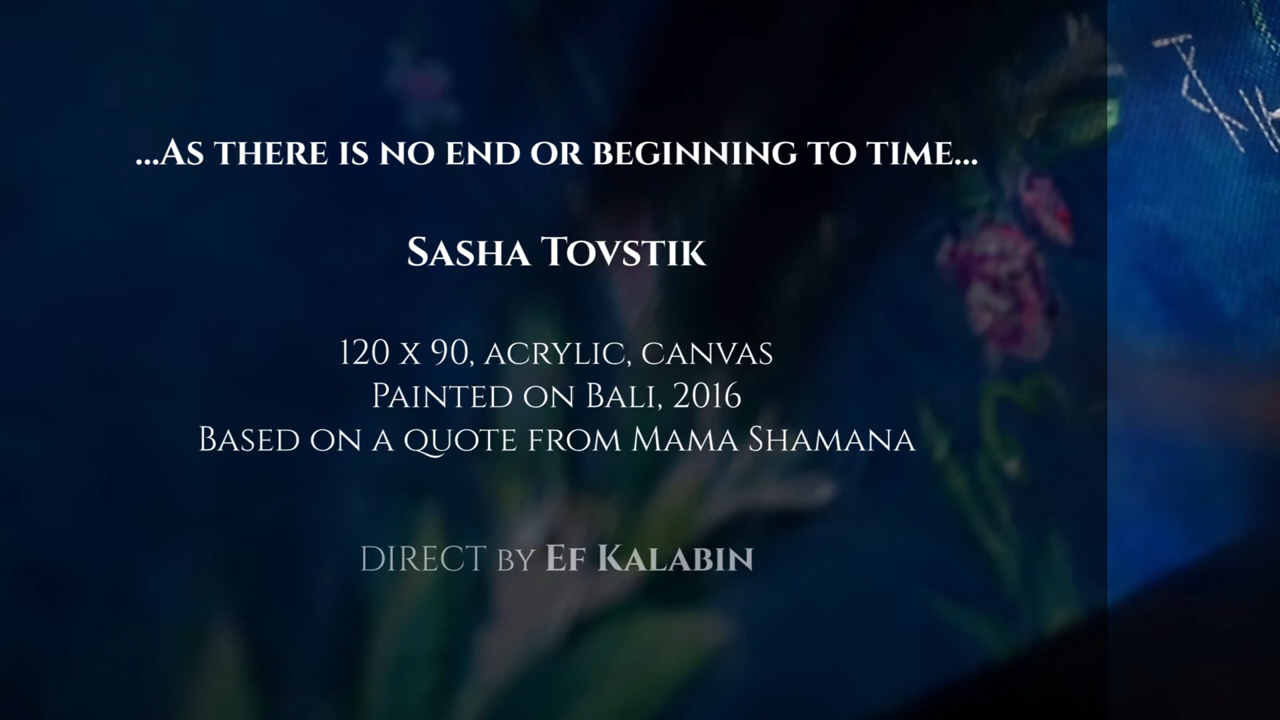 ...As there is no end or beginning to time...
Sasha Tovstik
120 x 90, acrylic, canvas
Painted on Bali, 2016
Based on a quote from Mama Shamana
DIRECT by Ef Kalabin